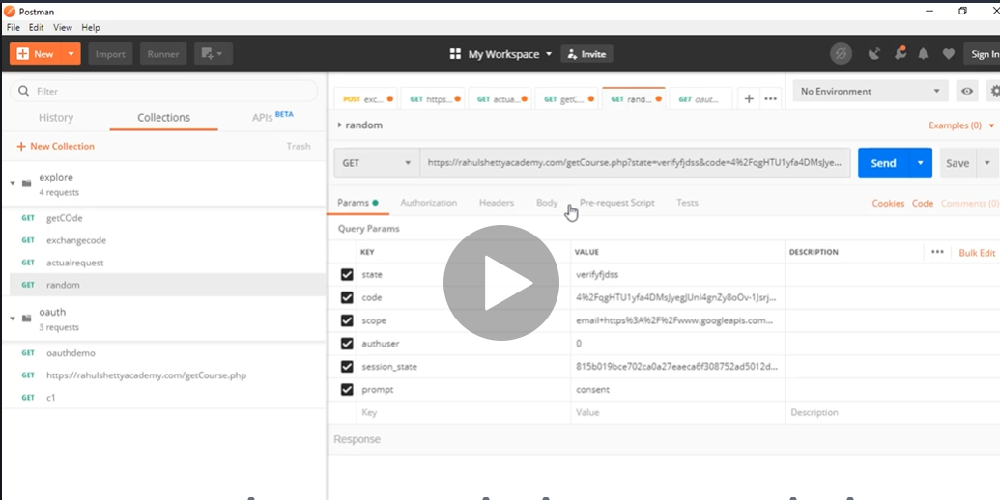 Postman
File Edit View Help
New Import Runner My Workspace Invite Sign In
Filter
History Collections APIs BETA
New Collection Trash
explore
4 requests
GET getCOde
GET exchangecode
GET actualrequest
GET random
oauth
3 requests
GET oauthdemo
GET https://rahulshettyacademy.com/getCourse.php
GET c1
POST exc... GET https... GET actua... GET getC... GET rand... GET oaut... No Environment
random Examples (0)
GET https://rahulshettyacademy.com/getCourse.php?state=verifyfjdss&code=4%2FqgHTU1yfa4DMsJye... Send Save
Params Authorization Headers Body Pre-request Script Tests Cookies Code Comments (0)
Query Params
KEY VALUE DESCRIPTION Bulk Edit
state verifyfjdss
code 4%2FqgHTU1yfa4DMsJyegJUnI4gnZy8oOv-1Jsrj...
scope email+https%3A%2F%2Fwww.googleapis.com...
authuser 0
session_state 815b019bce702ca0a27eaeca6f308752ad5012d...
prompt consent
Key Value Description
Response